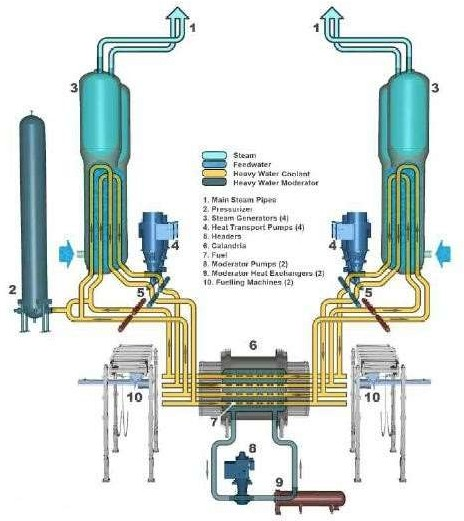 1
1
3
3
Steam
Feedwater
Heavy Water Coolant
Heavy Water Moderator
1. Main Steam Pipes
2. Pressurizer
3. Steam Generators (4)
4. Heat Transport Pumps (4)
5. Headers
6. Calandria
7. Fuel
8. Moderator Pumps (2)
9. Moderator Heat Exchangers (2)
10. Fuelling Machines (2)
4
4
2
5
5
6
10
10
7
8
9